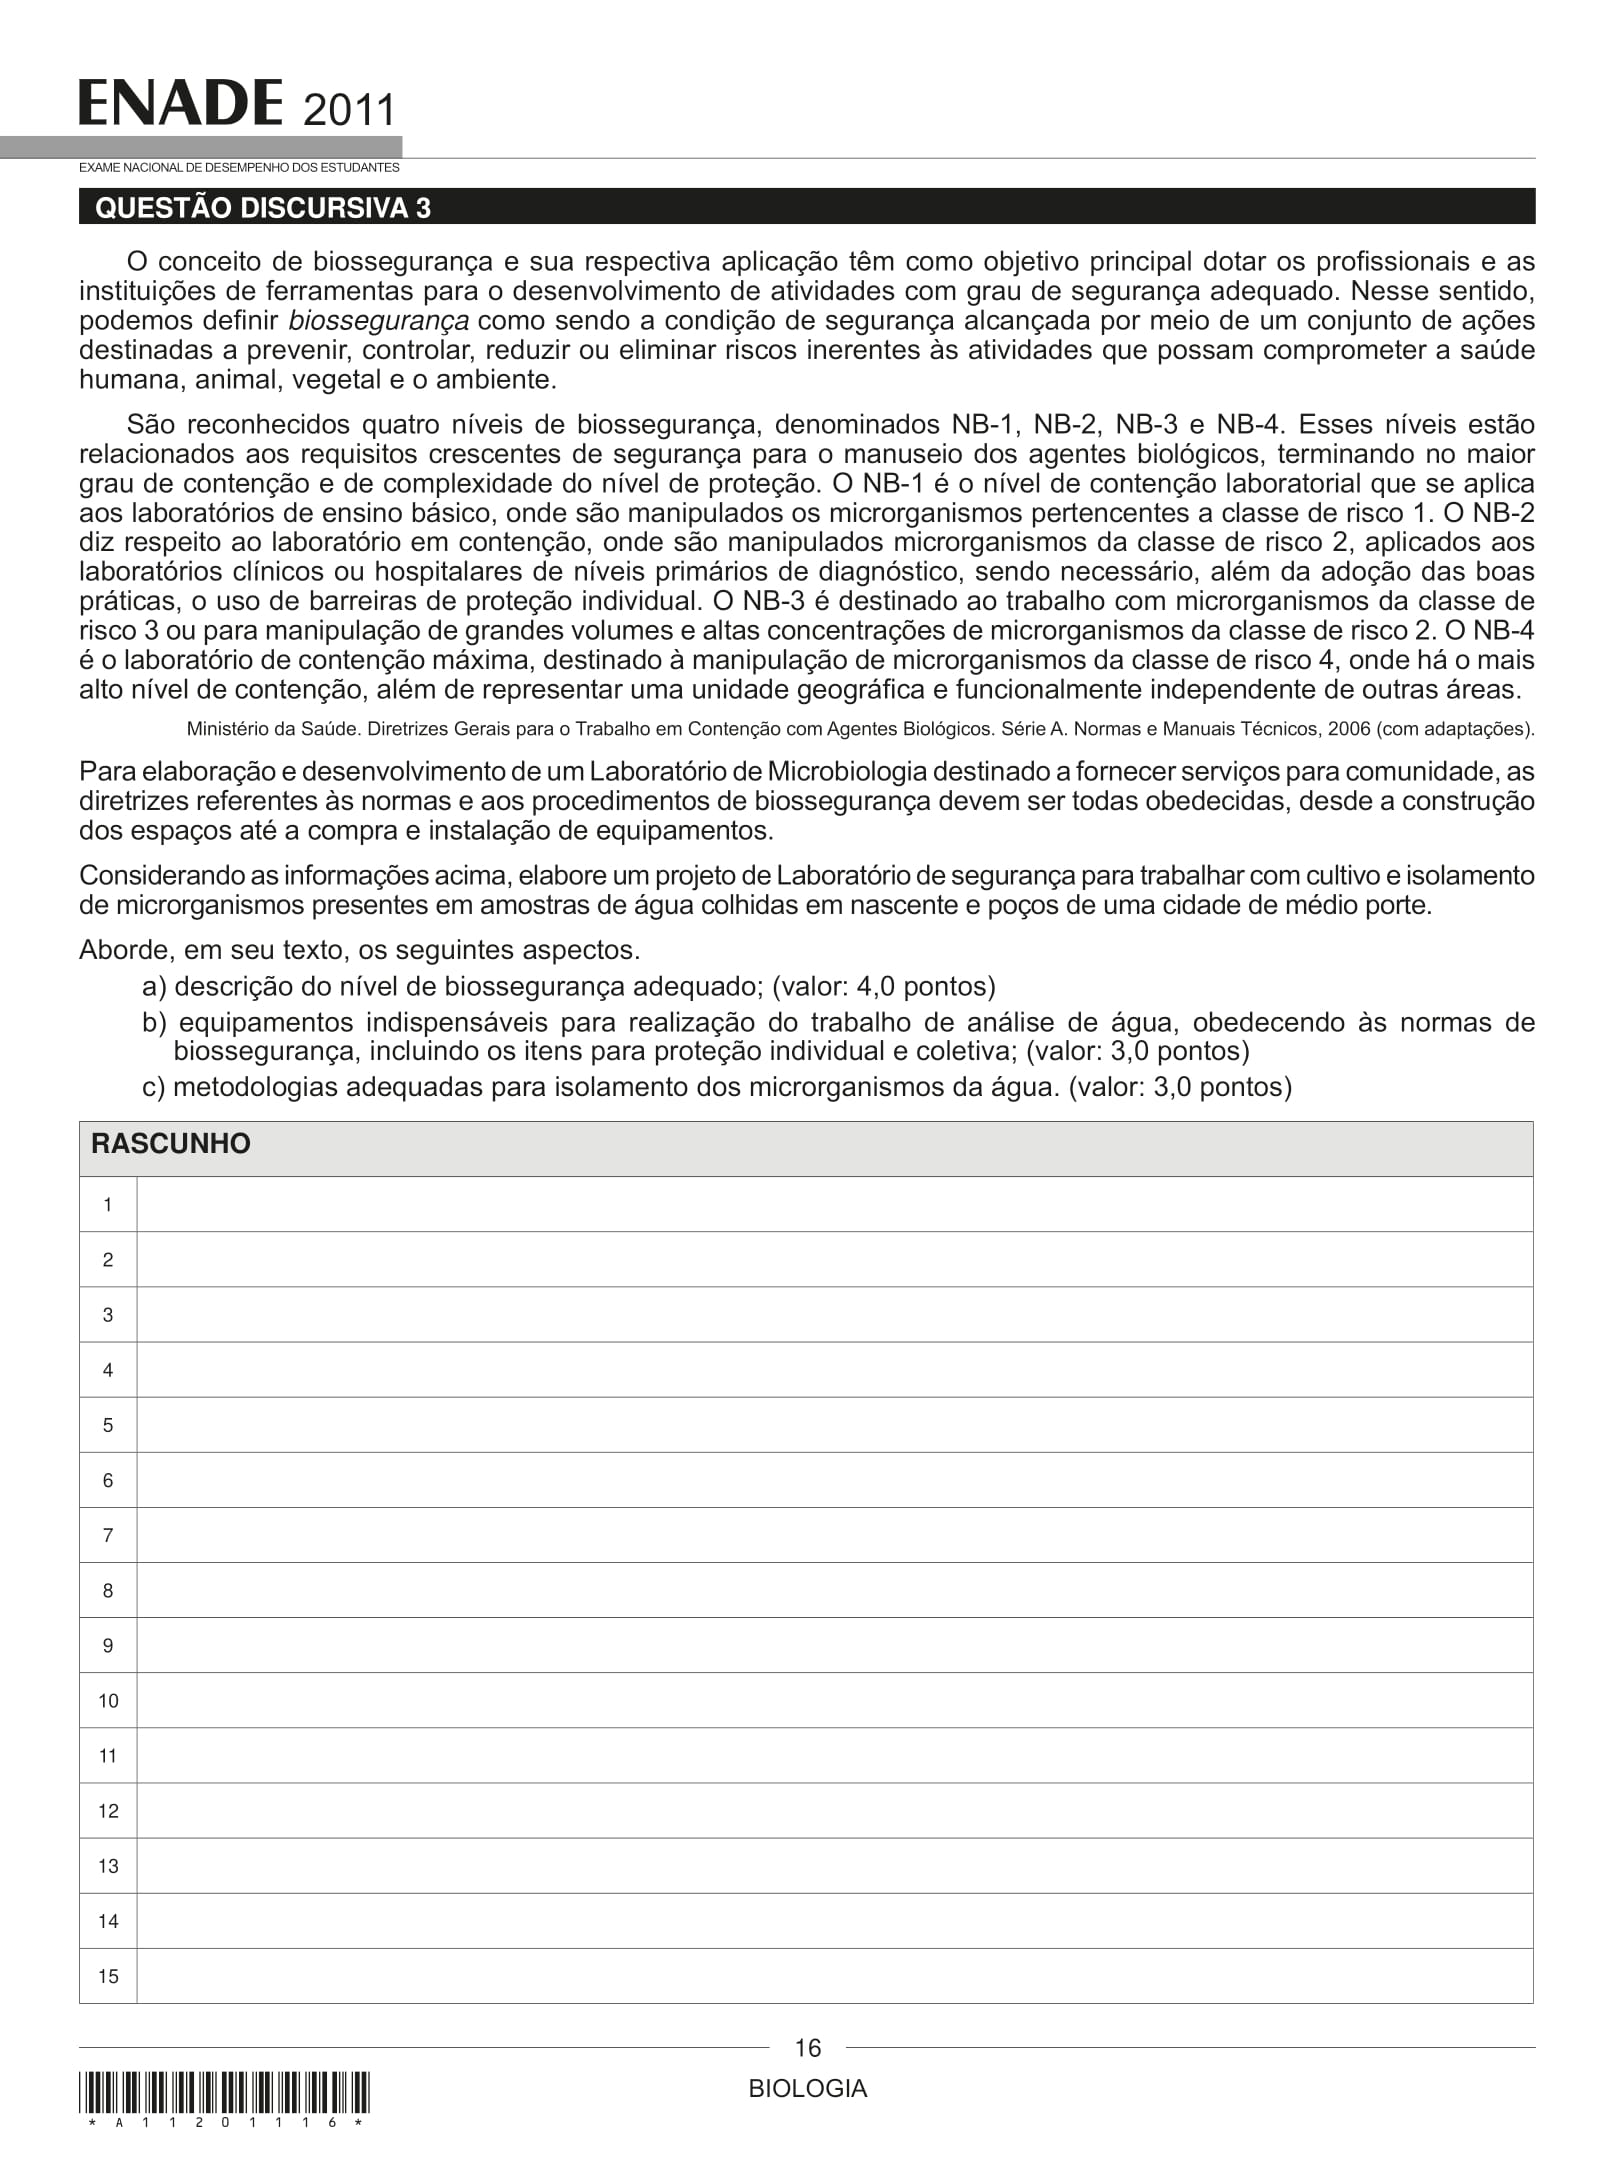 ENADE 2011
EXAME NACIONAL DE DESEMPENHO DOS ESTUDANTES
QUESTÃO DISCURSIVA 3
O conceito de biossegurança e sua respectiva aplicação têm como objetivo principal dotar os profissionais e as
instituições de ferramentas para o desenvolvimento de atividades com grau de segurança adequado. Nesse sentido,
podemos definir biossegurança como sendo a condição de segurança alcançada por meio de um conjunto de ações
destinadas a prevenir, controlar, reduzir ou eliminar riscos inerentes às atividades que possam comprometer a saúde
humana, animal, vegetal e o ambiente.
São reconhecidos quatro níveis de biossegurança, denominados NB-1, NB-2, NB-3 e NB-4. Esses níveis estão
relacionados aos requisitos crescentes de segurança para o manuseio dos agentes biológicos, terminando no maior
grau de contenção e de complexidade do nível de proteção. O NB-1 é o nível de contenção laboratorial que se aplica
aos laboratórios de ensino básico, onde são manipulados os microrganismos pertencentes a classe de risco 1. O NB-2
diz respeito ao laboratório em contenção, onde são manipulados microrganismos da classe de risco 2, aplicados aos
laboratórios clínicos ou hospitalares de níveis primários de diagnóstico, sendo necessário, além da adoção das boas
práticas, o uso de barreiras de proteção individual. O NB-3 é destinado ao trabalho com microrganismos da classe de
risco 3 ou para manipulação de grandes volumes e altas concentrações de microrganismos da classe de risco 2. O NB-4
é o laboratório de contenção máxima, destinado à manipulação de microrganismos da classe de risco 4, onde há o mais
alto nível de contenção, além de representar uma unidade geográfica e funcionalmente independente de outras áreas.
Ministério da Saúde. Diretrizes Gerais para o Trabalho em Contenção com Agentes Biológicos. Série A. Normas e Manuais Técnicos, 2006 (com adaptações).
Para elaboração e desenvolvimento de um Laboratório de Microbiologia destinado a fornecer serviços para comunidade, as
diretrizes referentes às normas e aos procedimentos de biossegurança devem ser todas obedecidas, desde a construção
dos espaços até a compra e instalação de equipamentos.
Considerando as informações acima, elabore um projeto de Laboratório de segurança para trabalhar com cultivo e isolamento
de microrganismos presentes em amostras de água colhidas em nascente e poços de uma cidade de médio porte.
Aborde, em seu texto, os seguintes aspectos.
a) descrição do nível de biossegurança adequado; (valor: 4,0 pontos)
b) equipamentos indispensáveis para realização do trabalho de análise de água, obedecendo às normas de
biossegurança, incluindo os itens para proteção individual e coletiva; (valor: 3,0 pontos)
c) metodologias adequadas para isolamento dos microrganismos da água. (valor: 3,0 pontos)
RASCUNHO
1
2
3
4
5
6
7
8
9
10
11
12
13
14
15
16
BIOLOGIA
* A 1 1 2 0 1 1 1 6 *